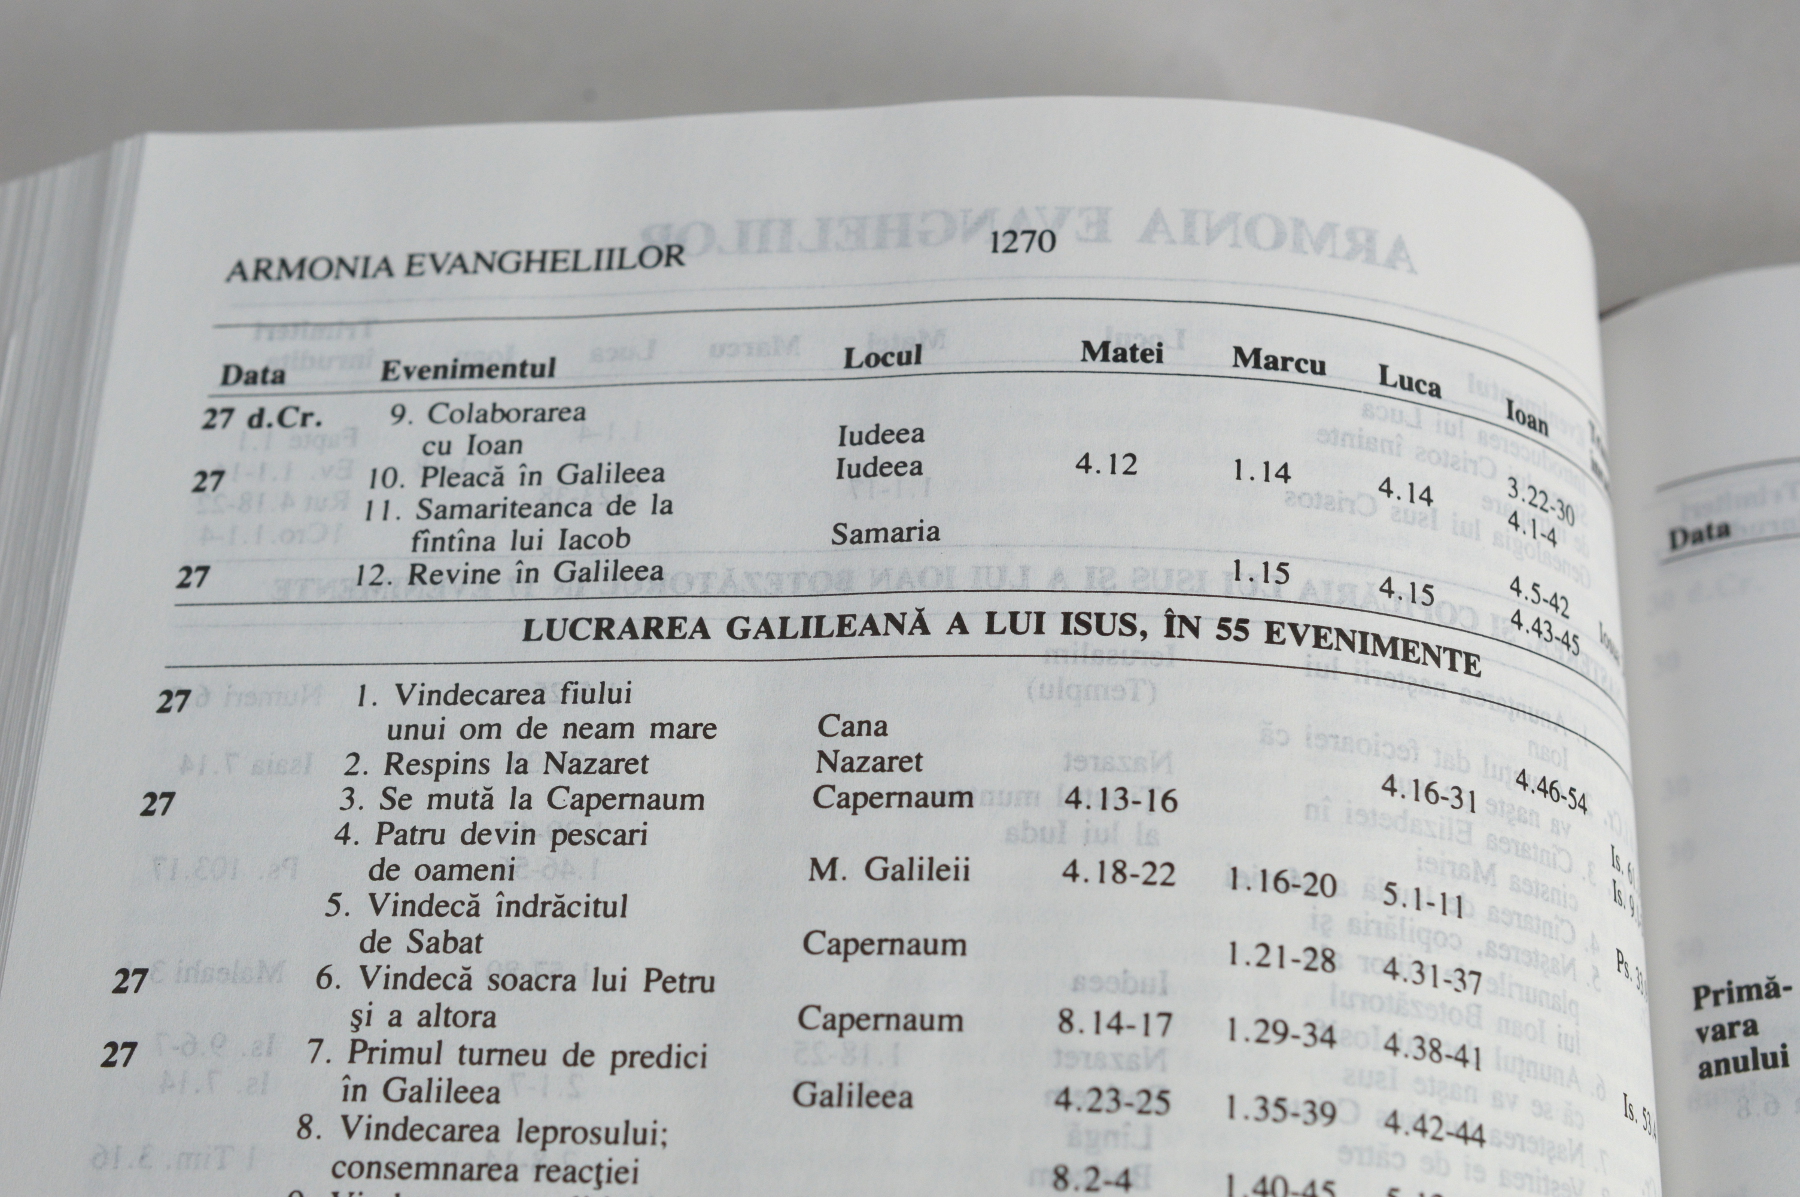 ARMONIA EVANGHELIILOR 1270
Data Evenimentul Locul Matei Marcu Luca Ioan
27 d.Cr. 9. Colaborarea
cu Ioan Iudeea 3.22-30
27 10. Pleacă în Galileea Iudeea 4.12 1.14 4.14 4.1-4
11. Samariteanca de la
fîntîna lui Iacob Samaria 4.5-42
27 12. Revine în Galileea 1.15 4.15 4.43-45
LUCRAREA GALILEANĂ A LUI ISUS, ÎN 55 EVENIMENTE
27 1. Vindecarea fiului
unui om de neam mare Cana 4.46-54
2. Respins la Nazaret Nazaret 4.16-31
27 3. Se mută la Capernaum Capernaum 4.13-16
4. Patru devin pescari
de oameni M. Galileii 4.18-22 1.16-20 5.1-11
5. Vindecă îndrăcitul
de Sabat Capernaum 1.21-28 4.31-37
27 6. Vindecă soacra lui Petru
şi a altora Capernaum 8.14-17 1.29-34 4.38-41
27 7. Primul turneu de predici
în Galileea Galileea 4.23-25 1.35-39 4.42-44
8. Vindecarea leprosului;
consemnarea reacţiei 8.2-4 1.40-45
Data
Primă-
vara
anului